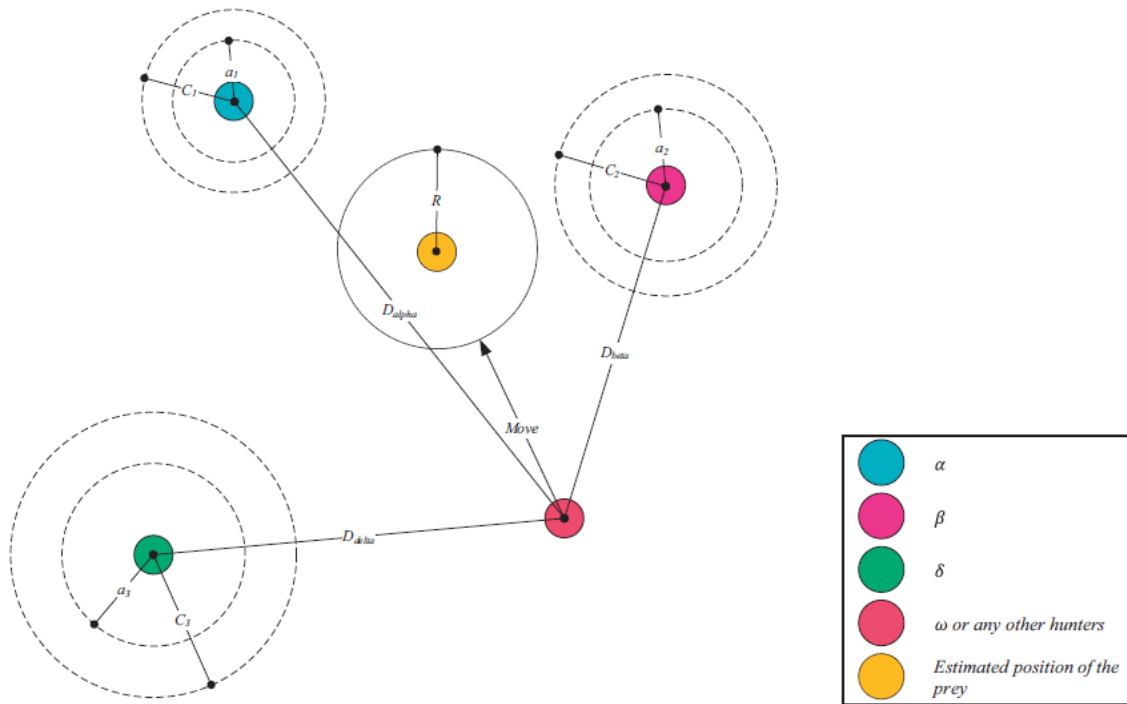 a1
C1
a2
C2
R
Dalpha
Dbeta
Move
Ddelta
a3
C3
α
β
δ
ω or any other hunters
Estimated position of the
prey